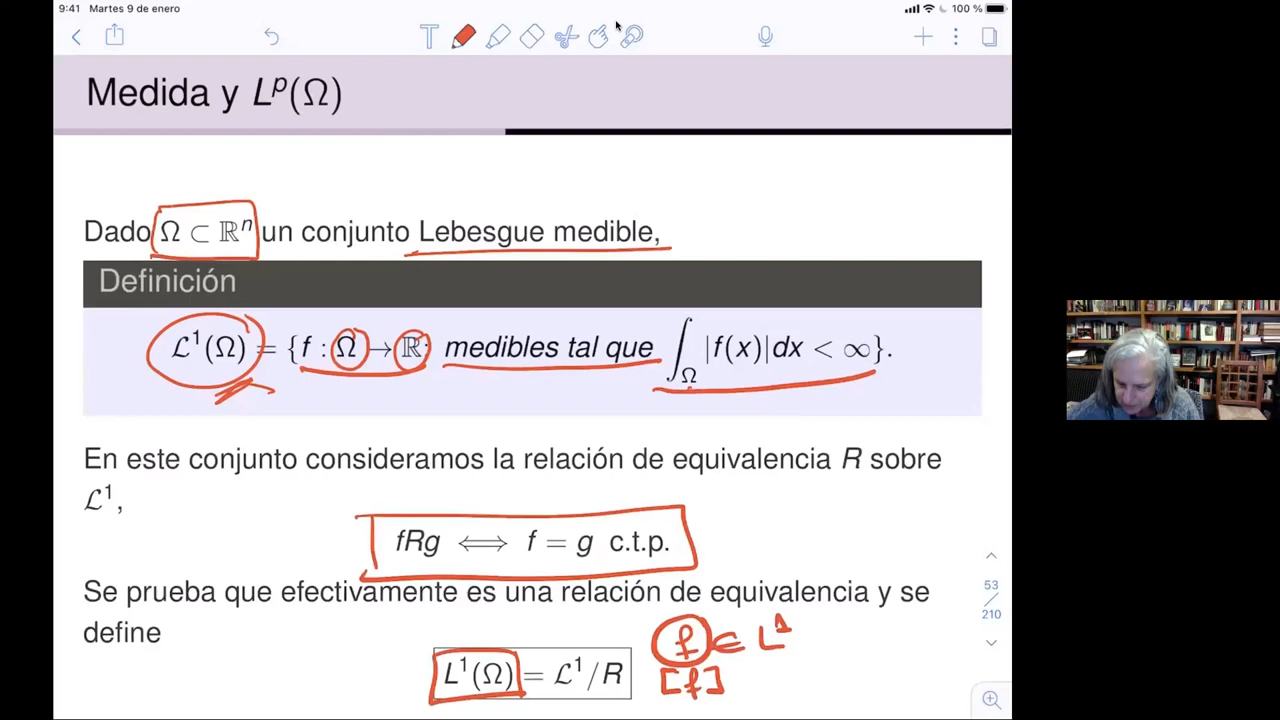 9:41 Martes 9 de enero 100 %
Medida y Lᵖ(Ω)
Dado Ω ⊂ ℝⁿ un conjunto Lebesgue medible,
Definición
ℒ¹(Ω) = {f : Ω → ℝ medibles tal que ∫_Ω |f(x)|dx < ∞}.
En este conjunto consideramos la relación de equivalencia R sobre
ℒ¹,
fRg ⟺ f = g c.t.p.
Se prueba que efectivamente es una relación de equivalencia y se
define
f ∈ L¹
L¹(Ω) = ℒ¹/R [f]
53
/
210